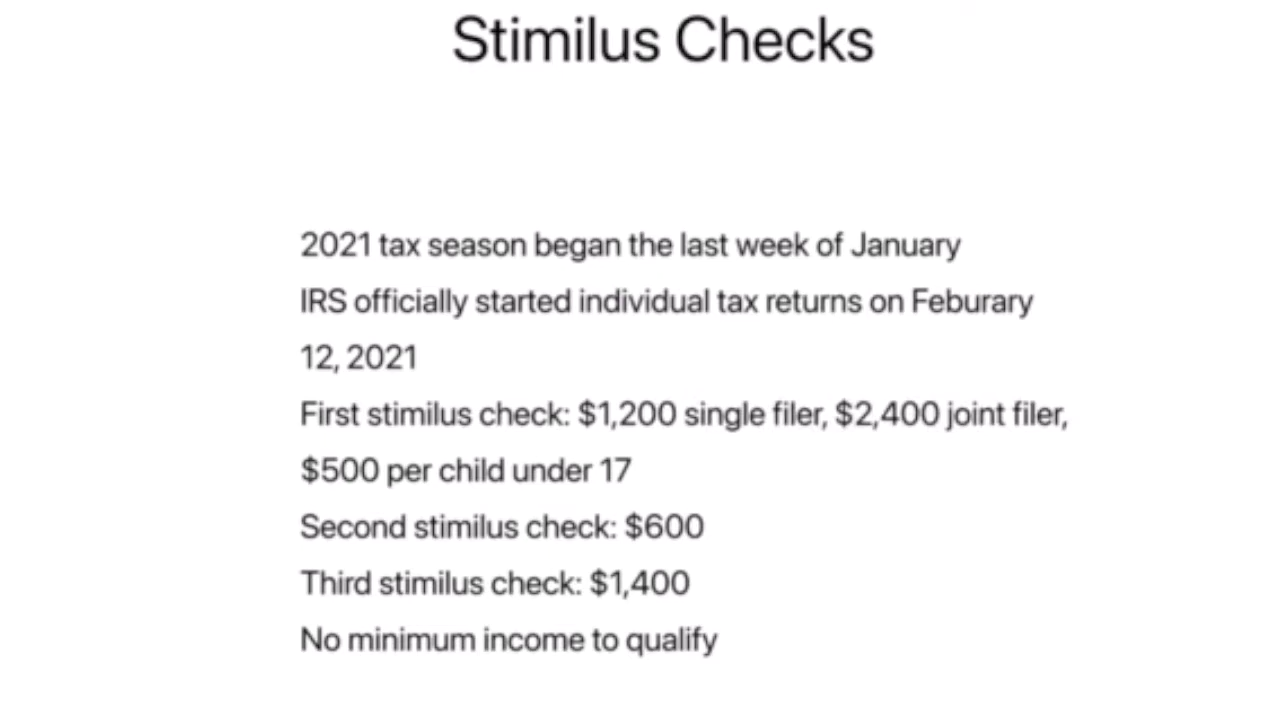 Stimilus Checks
2021 tax season began the last week of January
IRS officially started individual tax returns on Feburary
12, 2021
First stimilus check: $1,200 single filer, $2,400 joint filer,
$500 per child under 17
Second stimilus check: $600
Third stimilus check: $1,400
No minimum income to qualify